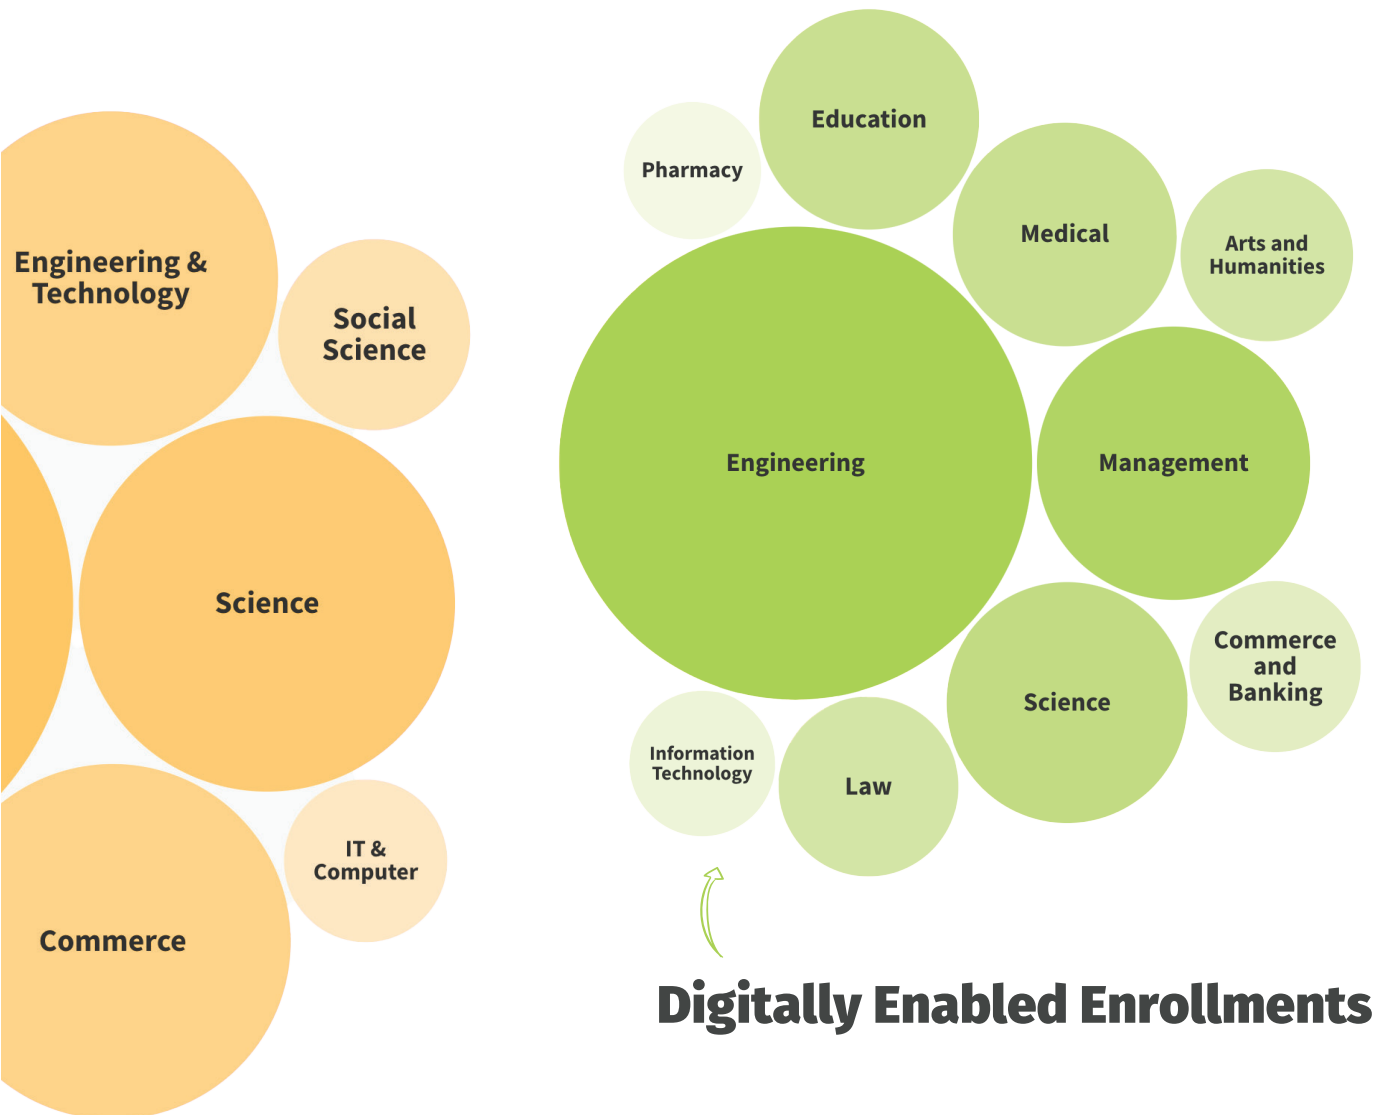 Engineering &
Technology
Social
Science
Science
IT &
Computer
Commerce
Education
Pharmacy
Medical
Arts and
Humanities
Engineering
Management
Commerce
and
Banking
Science
Information
Technology
Law
Digitally Enabled Enrollments